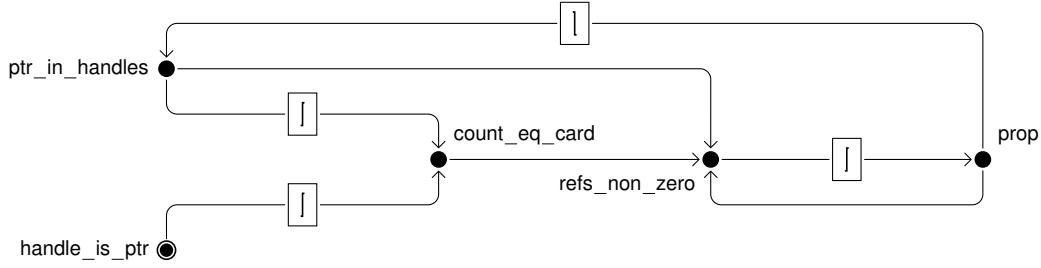 ⌉
ptr_in_handles
⌈
count_eq_card
prop
⌈
refs_non_zero
⌈
handle_is_ptr